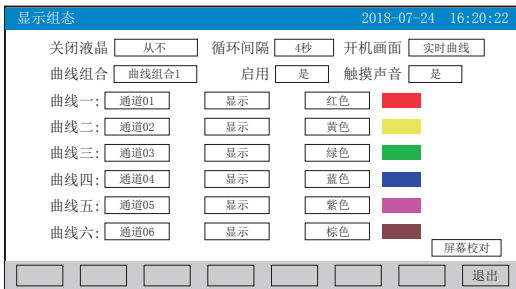 显示组态 2018-07-24 16:20:22
关闭液晶 从不 循环间隔 4秒 开机画面 实时曲线
曲线组合 曲线组合1 启用 是 触摸声音 是
曲线一: 通道01 显示 红色
曲线二: 通道02 显示 黄色
曲线三: 通道03 显示 绿色
曲线四: 通道04 显示 蓝色
曲线五: 通道05 显示 紫色
曲线六: 通道06 显示 棕色
屏幕校对
退出